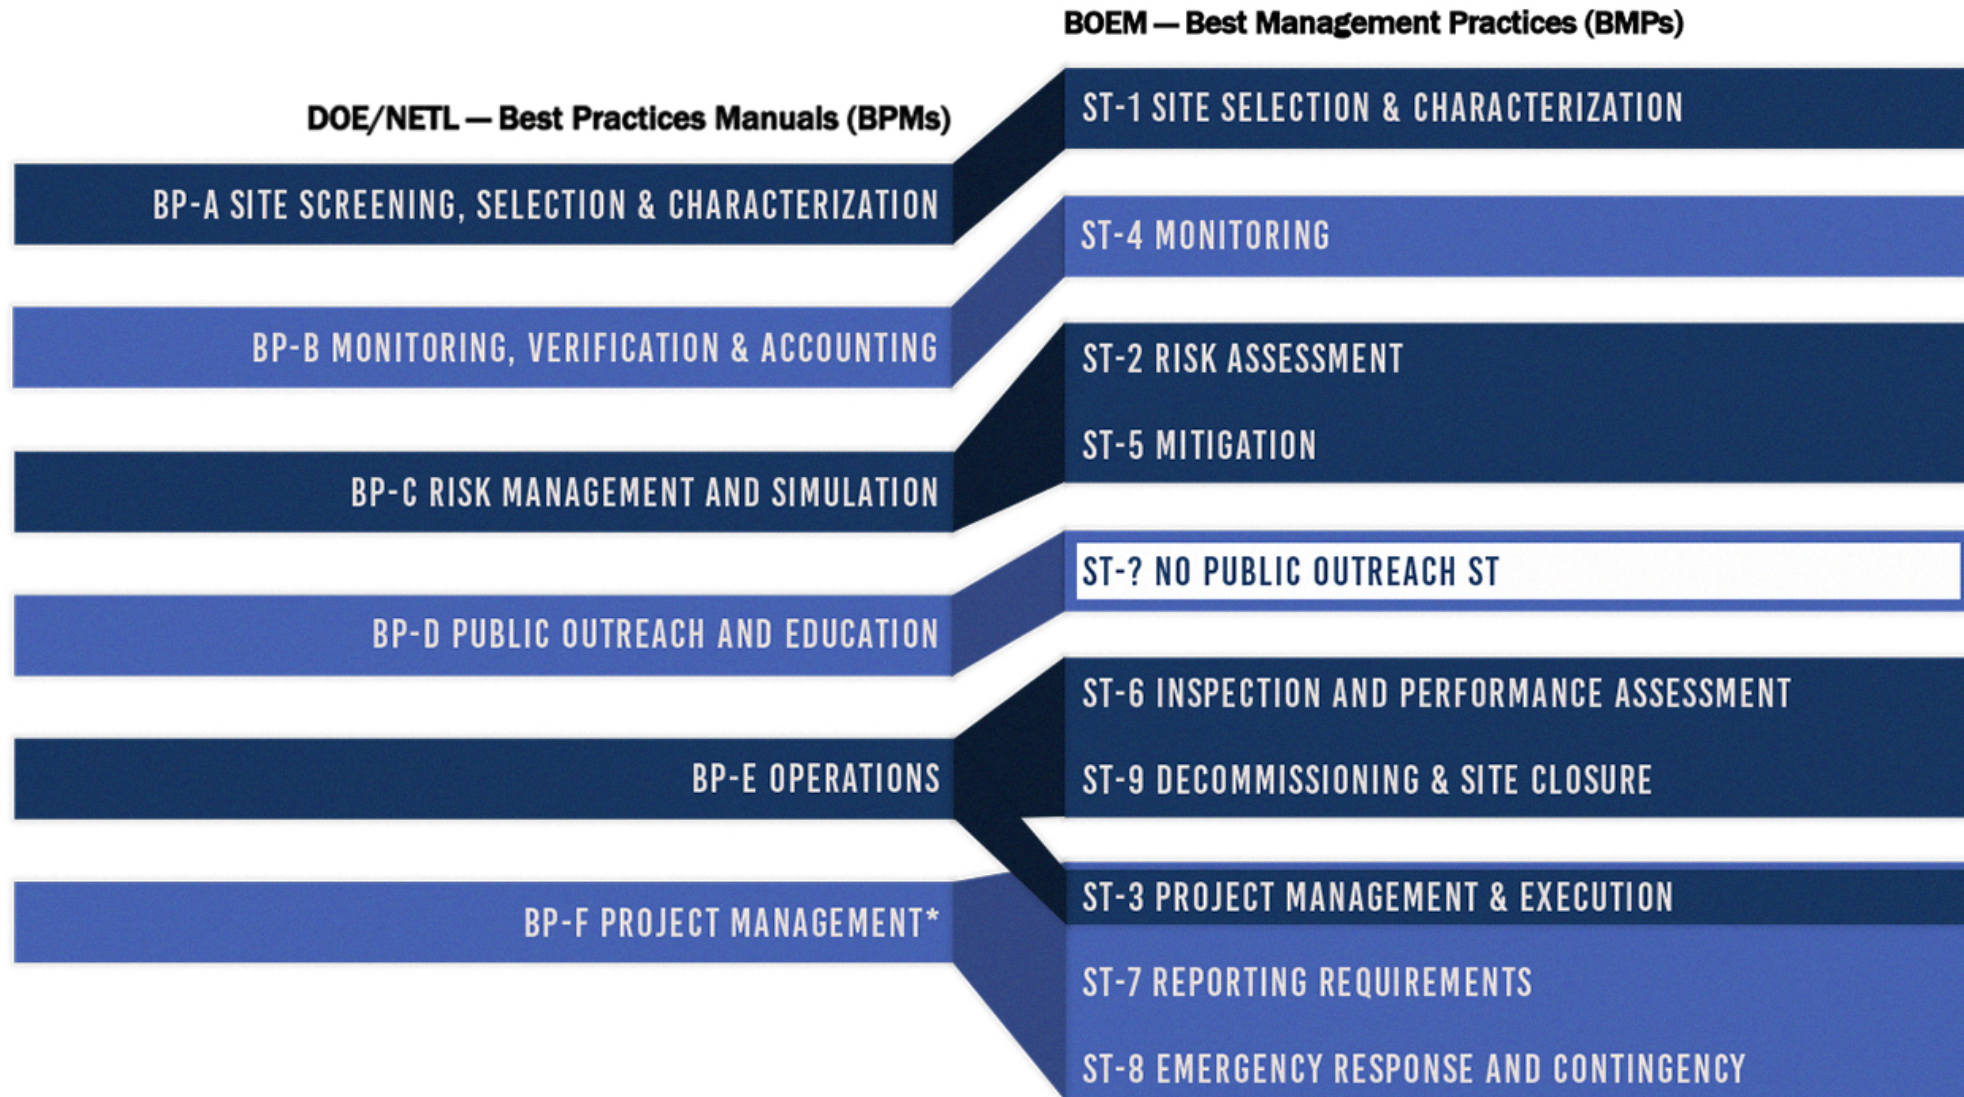 DOE/NETL — Best Practices Manuals (BPMs)
BP-A SITE SCREENING, SELECTION & CHARACTERIZATION
BP-B MONITORING, VERIFICATION & ACCOUNTING
BP-C RISK MANAGEMENT AND SIMULATION
BP-D PUBLIC OUTREACH AND EDUCATION
BP-E OPERATIONS
BP-F PROJECT MANAGEMENT*
BOEM — Best Management Practices (BMPs)
ST-1 SITE SELECTION & CHARACTERIZATION
ST-4 MONITORING
ST-2 RISK ASSESSMENT
ST-5 MITIGATION
ST-? NO PUBLIC OUTREACH ST
ST-6 INSPECTION AND PERFORMANCE ASSESSMENT
ST-9 DECOMMISSIONING & SITE CLOSURE
ST-3 PROJECT MANAGEMENT & EXECUTION
ST-7 REPORTING REQUIREMENTS
ST-8 EMERGENCY RESPONSE AND CONTINGENCY